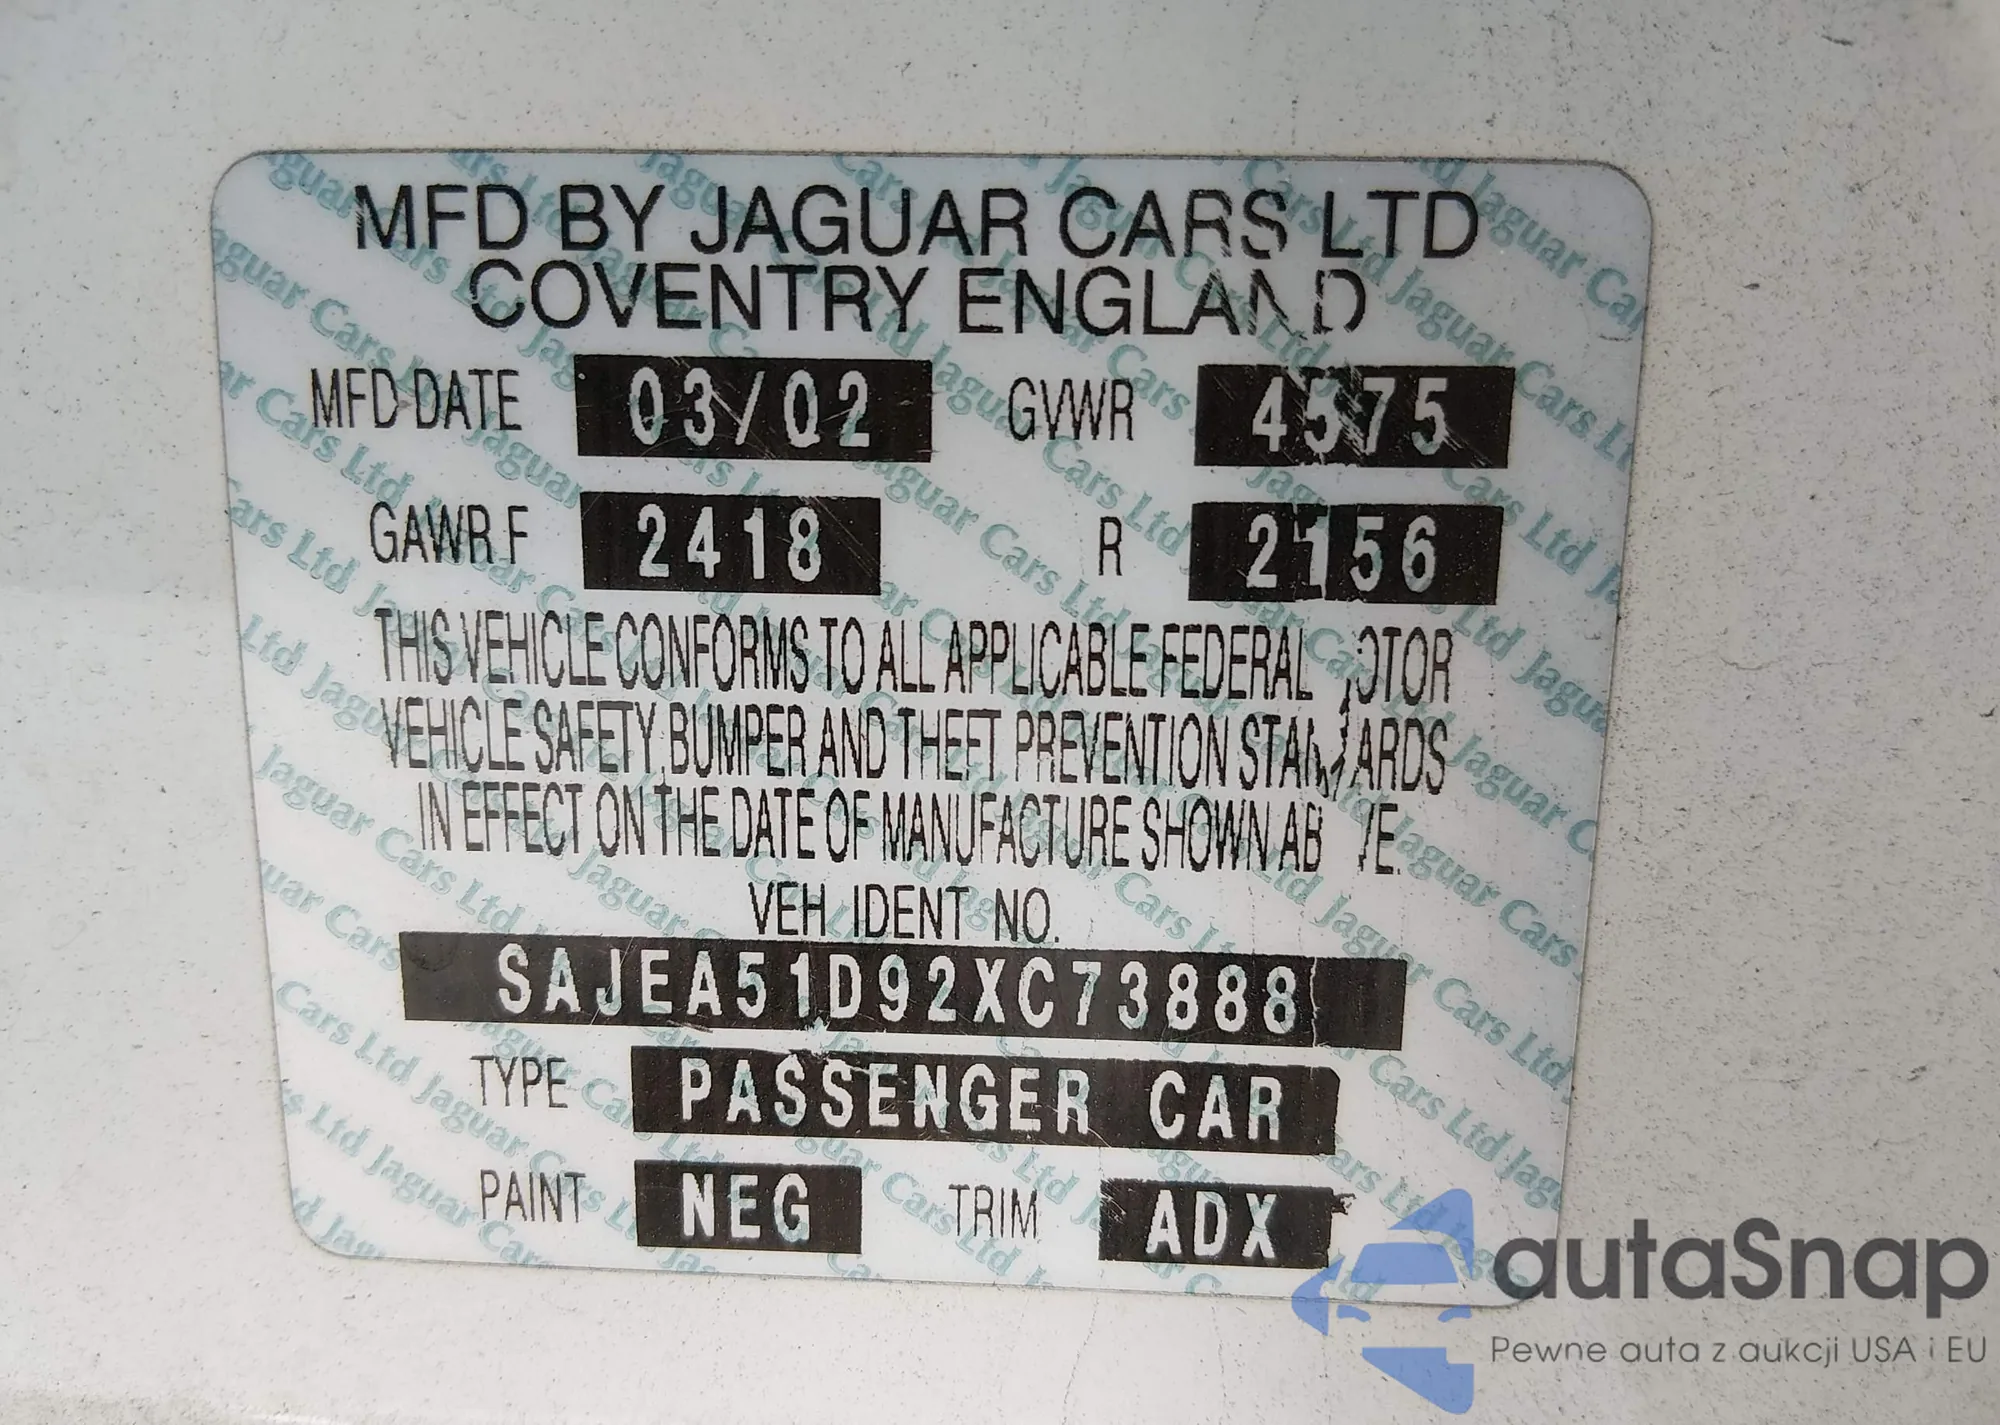 MFD BY JAGUAR CARS LTD
COVENTRY ENGLAND
MFD DATE 03/02 GVWR 4575
GAWR F 2418 R 2156
THIS VEHICLE CONFORMS TO ALL APPLICABLE FEDERAL MOTOR
VEHICLE SAFETY, BUMPER AND THEFT PREVENTION STANDARDS
IN EFFECT ON THE DATE OF MANUFACTURE SHOWN ABOVE.
VEH IDENT NO.
SAJEA51D92XC73888
TYPE PASSENGER CAR
PAINT NEG TRIM ADX
autaSnap
Pewne auta z aukcji USA i EU